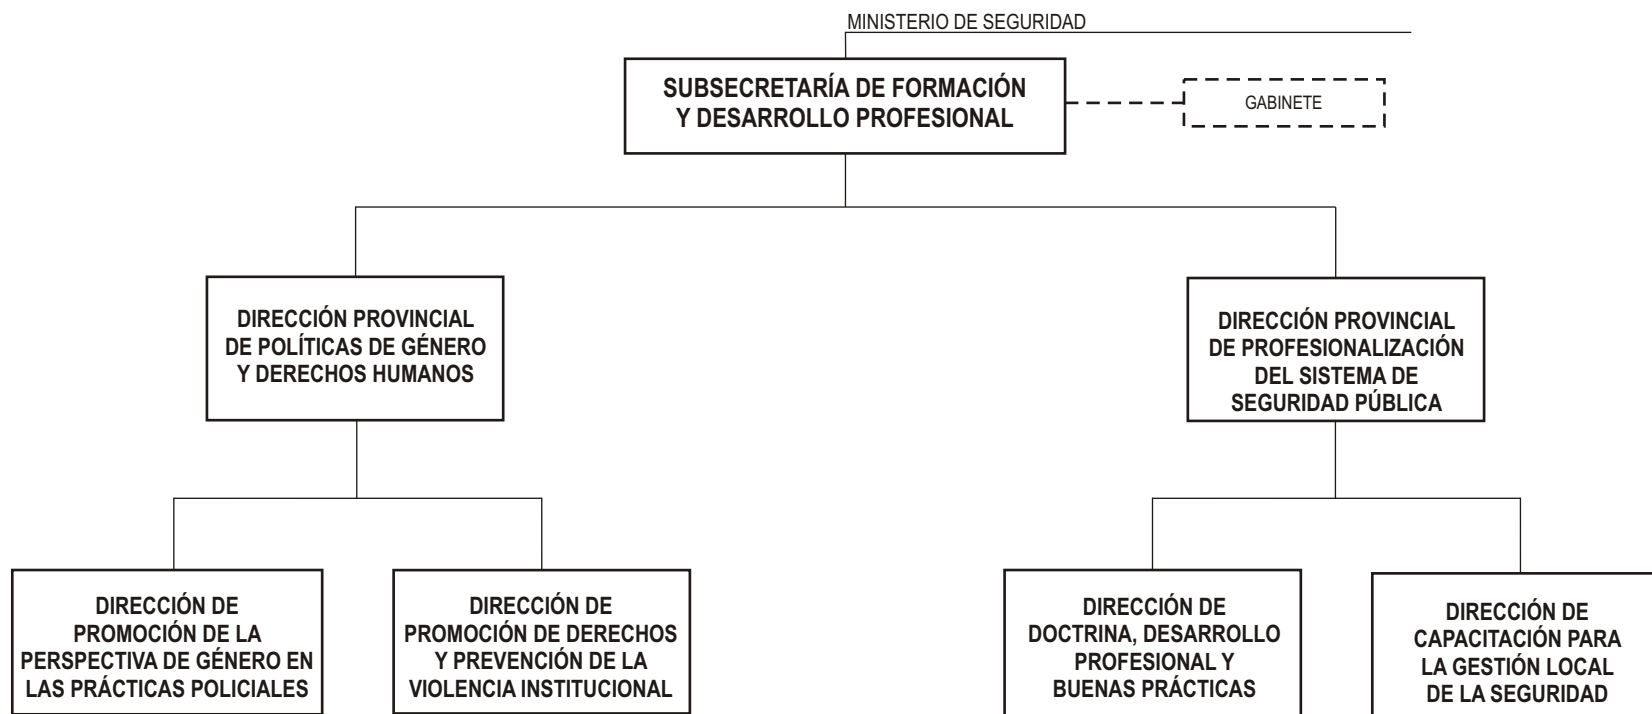 MINISTERIO DE SEGURIDAD
SUBSECRETARÍA DE FORMACIÓN
Y DESARROLLO PROFESIONAL
GABINETE
DIRECCIÓN PROVINCIAL
DE POLÍTICAS DE GÉNERO
Y DERECHOS HUMANOS
DIRECCIÓN PROVINCIAL
DE PROFESIONALIZACIÓN
DEL SISTEMA DE
SEGURIDAD PÚBLICA
DIRECCIÓN DE
PROMOCIÓN DE LA
PERSPECTIVA DE GÉNERO EN
LAS PRÁCTICAS POLICIALES
DIRECCIÓN DE
PROMOCIÓN DE DERECHOS
Y PREVENCIÓN DE LA
VIOLENCIA INSTITUCIONAL
DIRECCIÓN DE
DOCTRINA, DESARROLLO
PROFESIONAL Y
BUENAS PRÁCTICAS
DIRECCIÓN DE
CAPACITACIÓN PARA
LA GESTIÓN LOCAL
DE LA SEGURIDAD